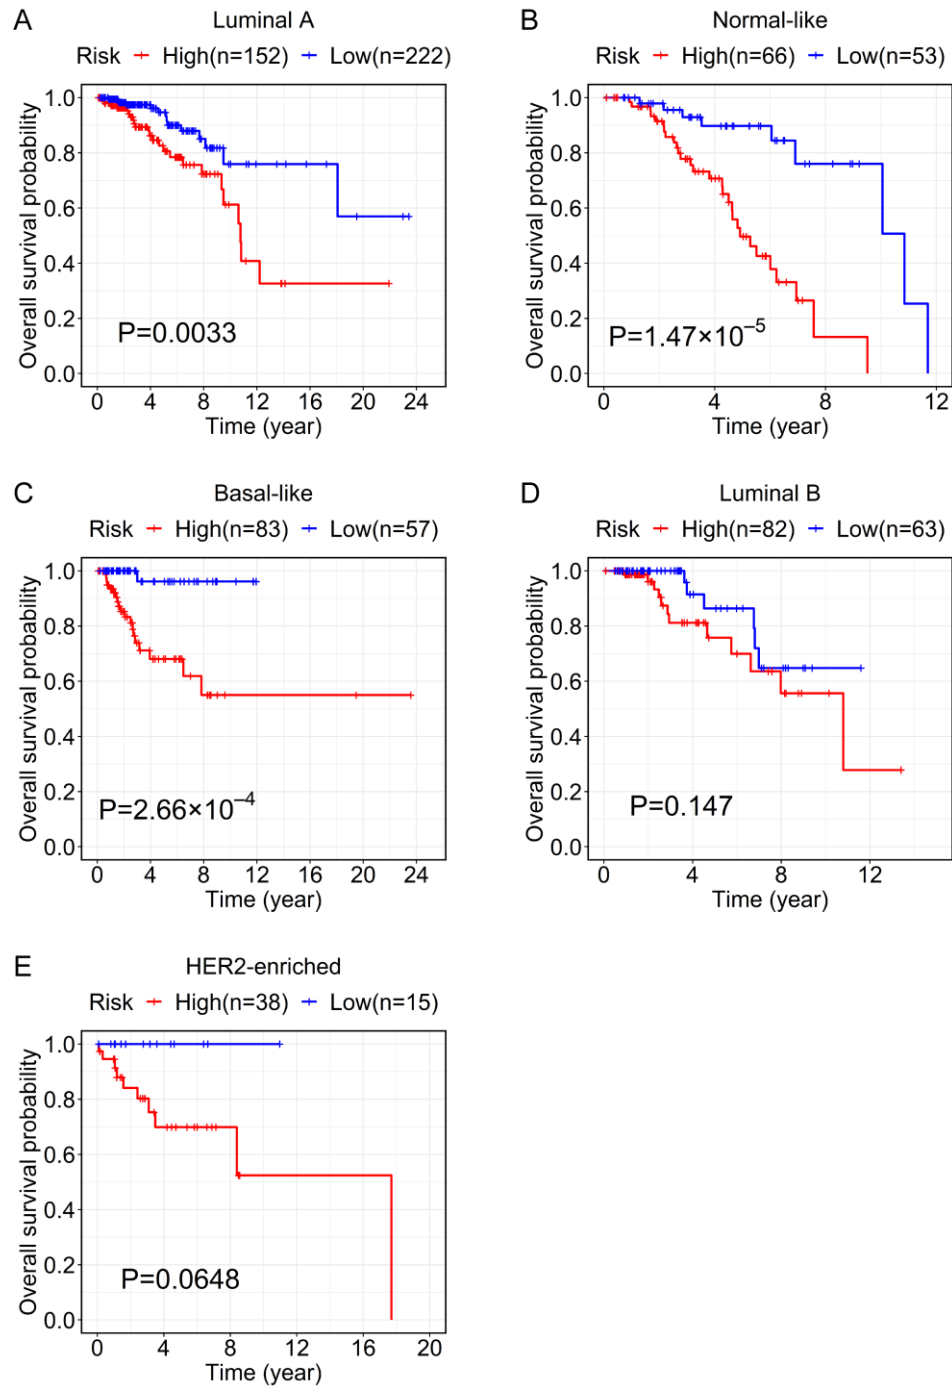 A
Luminal A
Risk High(n=152) Low(n=222)
Overall survival probability
1.0
0.8
0.6
0.4
0.2
0.0
P=0.0033
0 4 8 12 16 20 24
Time (year)
B
Normal-like
Risk High(n=66) Low(n=53)
Overall survival probability
1.0
0.8
0.6
0.4
0.2
0.0
P=1.47×10⁻⁵
0 4 8 12
Time (year)
C
Basal-like
Risk High(n=83) Low(n=57)
Overall survival probability
1.0
0.8
0.6
0.4
0.2
0.0
P=2.66×10⁻⁴
0 4 8 12 16 20 24
Time (year)
D
Luminal B
Risk High(n=82) Low(n=63)
Overall survival probability
1.0
0.8
0.6
0.4
0.2
0.0
P=0.147
0 4 8 12
Time (year)
E
HER2-enriched
Risk High(n=38) Low(n=15)
Overall survival probability
1.0
0.8
0.6
0.4
0.2
0.0
P=0.0648
0 4 8 12 16 20
Time (year)